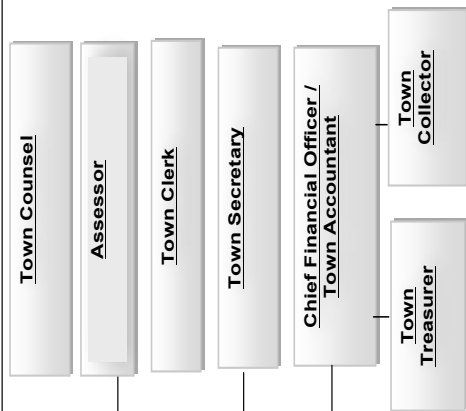 Town Counsel
Assessor
Town Clerk
Town Secretary
Chief Financial Officer /
Town Accountant
Town
Collector
Town
Treasurer